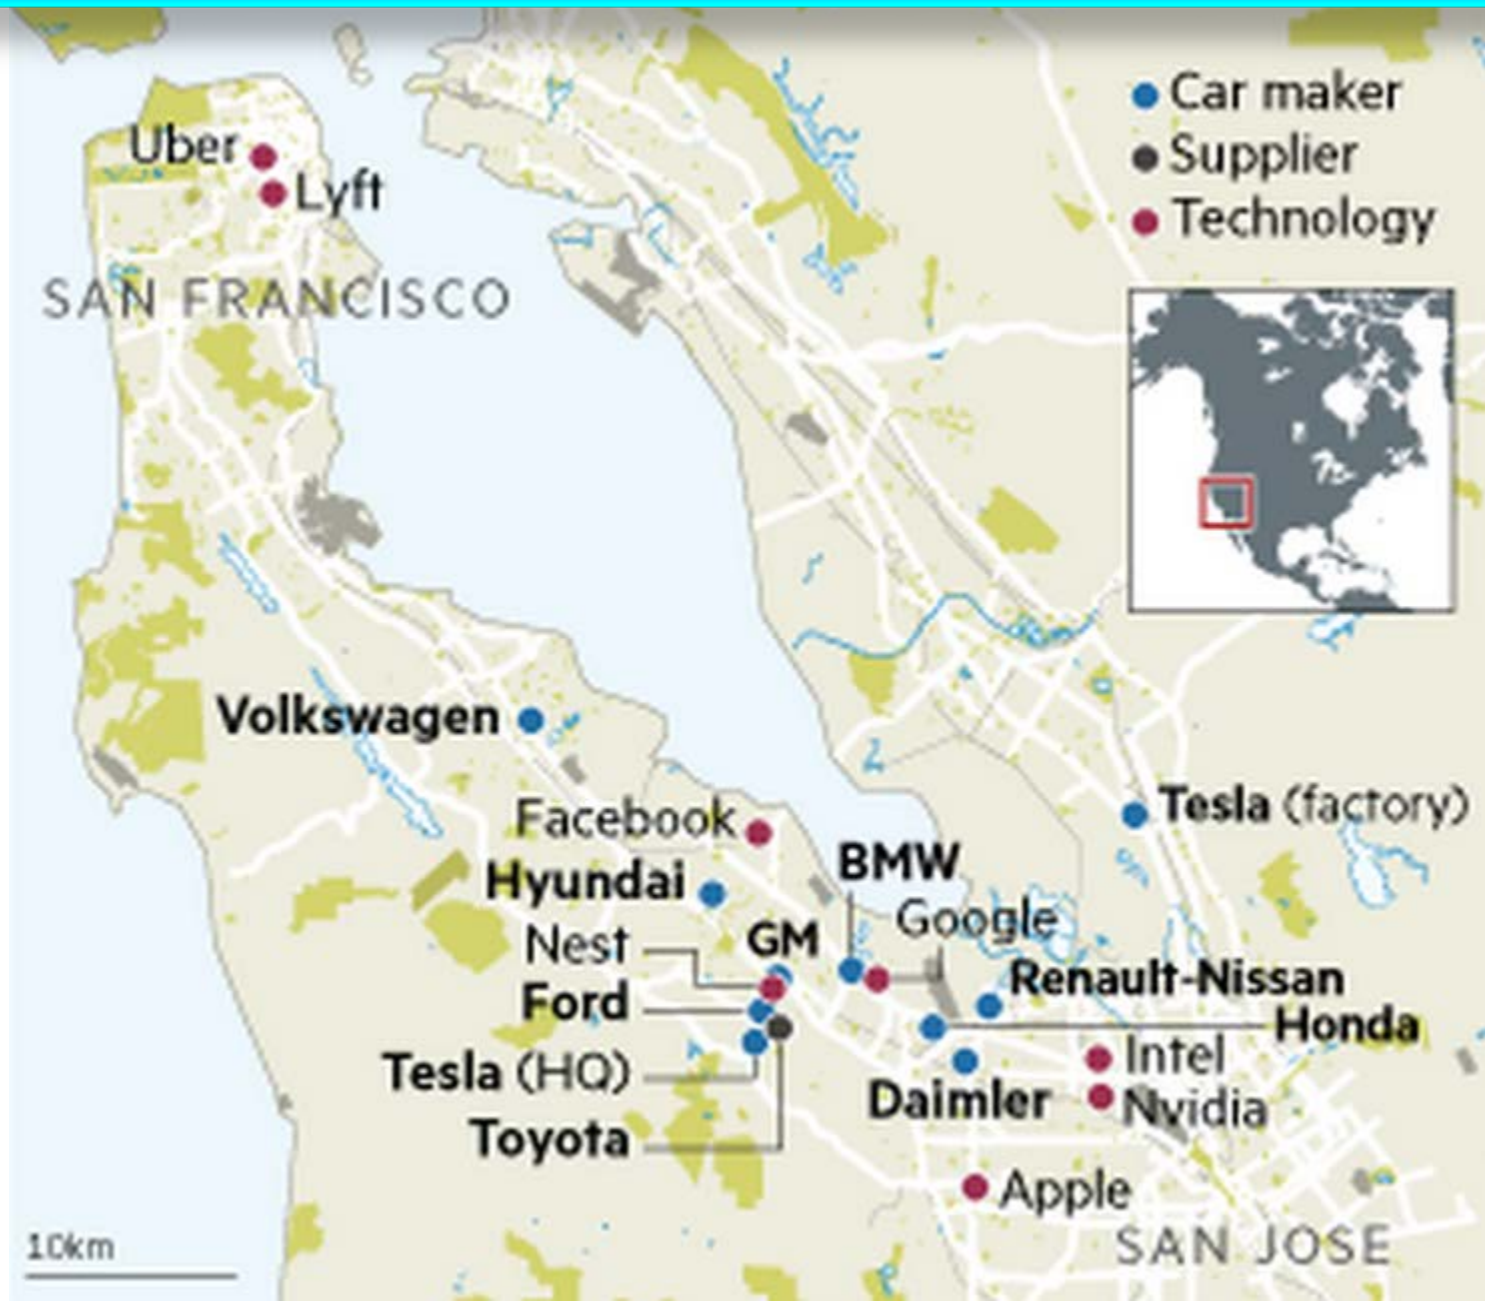 Car maker
Supplier
Technology
Uber
Lyft
SAN FRANCISCO
Volkswagen
Tesla (factory)
Facebook
BMW
Hyundai
Google
Nest
GM
Renault-Nissan
Ford
Honda
Intel
Tesla (HQ)
Daimler
Nvidia
Toyota
Apple
SAN JOSE
10km